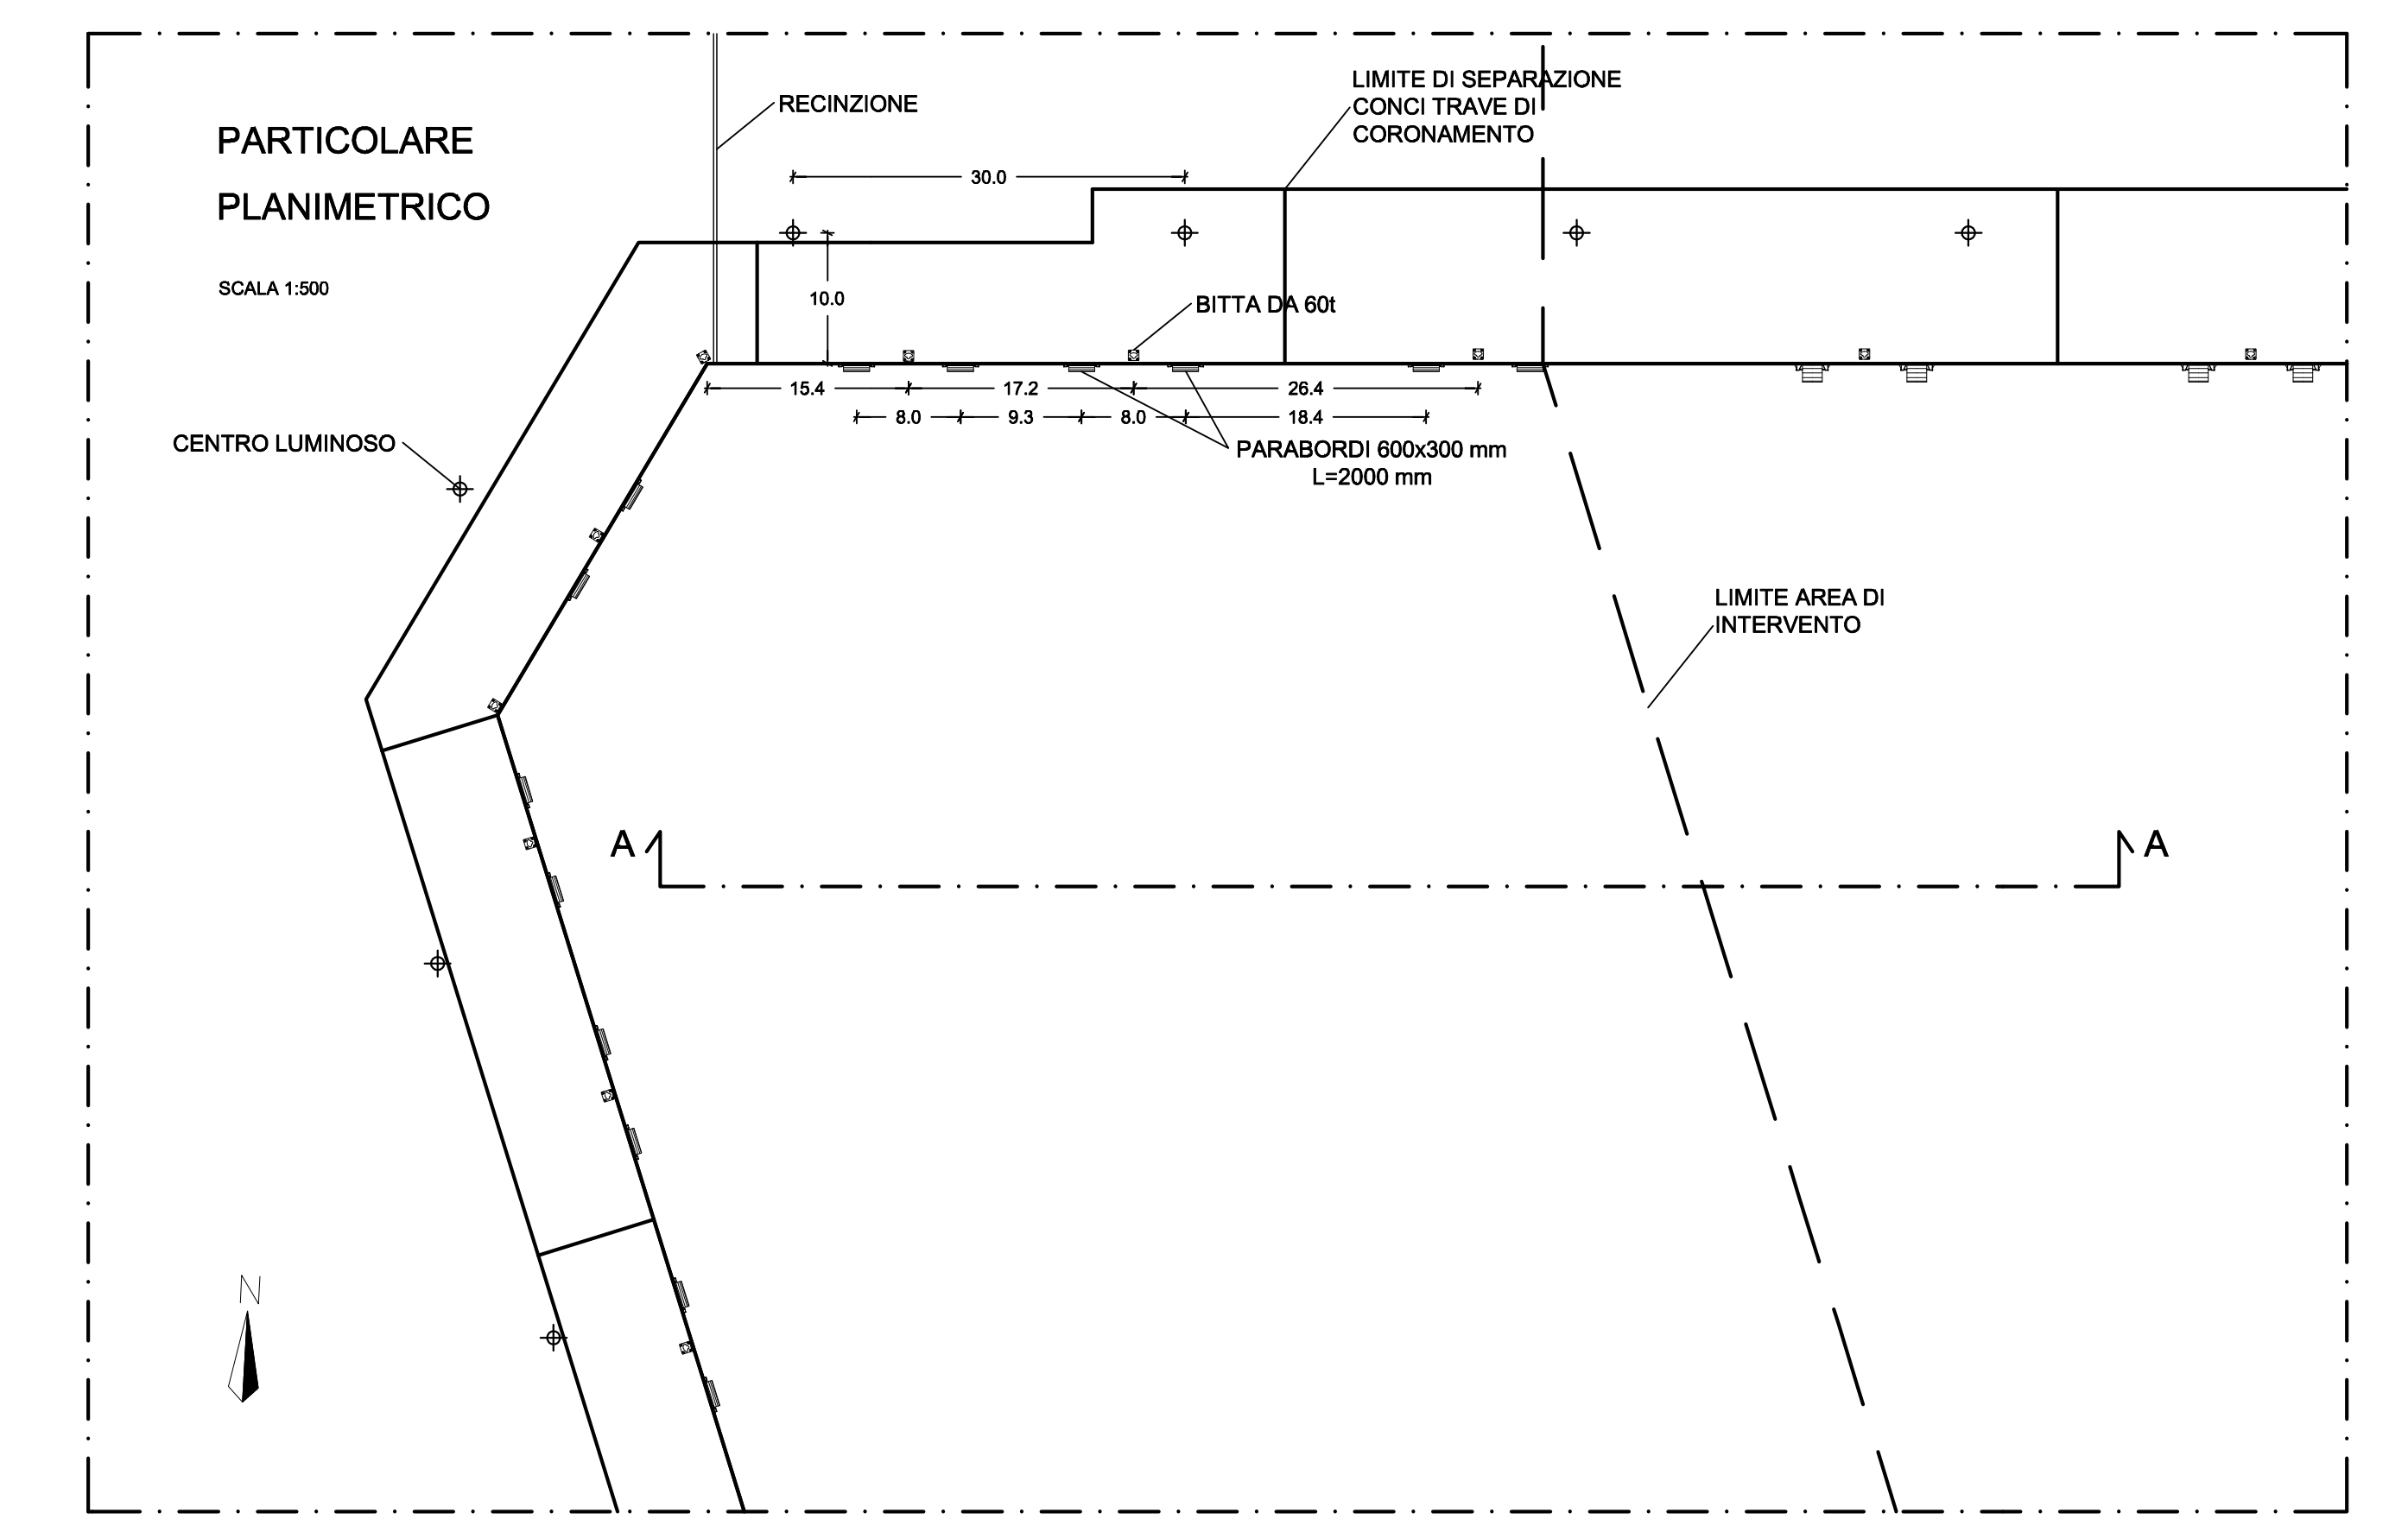 PARTICOLARE
PLANIMETRICO
SCALA 1:500
RECINZIONE
LIMITE DI SEPARAZIONE
CONCI TRAVE DI
CORONAMENTO
30.0
10.0
BITTA DA 60t
15.4
17.2
26.4
8.0
9.3
8.0
18.4
PARABORDI 600x300 mm
L=2000 mm
CENTRO LUMINOSO
LIMITE AREA DI
INTERVENTO
A
A
N